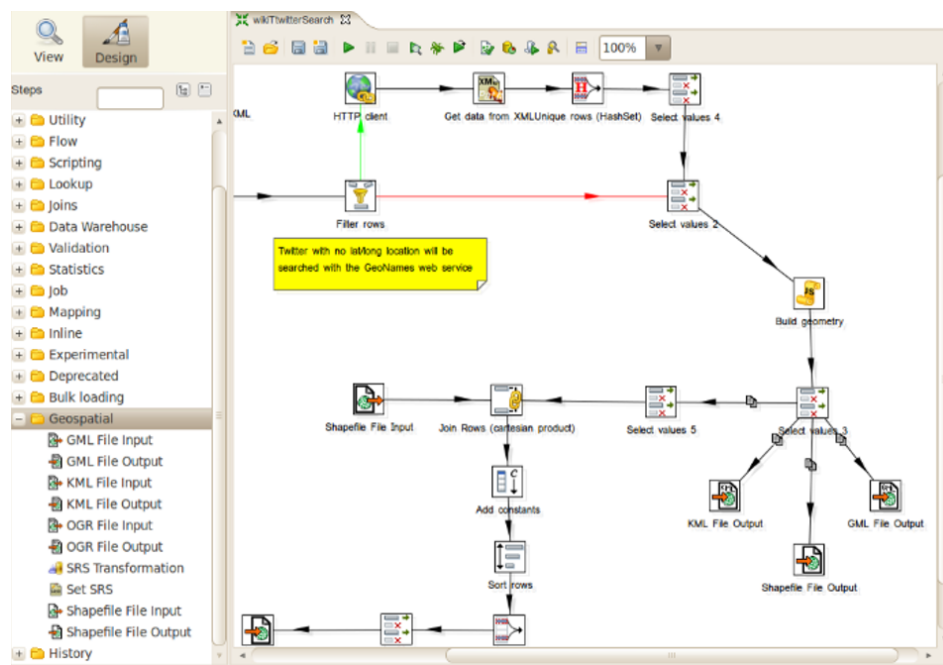 wikiTtwitterSearch
View
Design
100%
Steps
Utility
Flow
Scripting
Lookup
Joins
Data Warehouse
Validation
Statistics
Job
Mapping
Inline
Experimental
Deprecated
Bulk loading
Geospatial
GML File Input
GML File Output
KML File Input
KML File Output
OGR File Input
OGR File Output
SRS Transformation
Set SRS
Shapefile File Input
Shapefile File Output
History
XML
HTTP client
Get data from XML
Unique rows (HashSet)
Select values 4
Filter rows
Select values 2
Twitter with no lat/long location will be
searched with the GeoNames web service
Build geometry
Shapefile File Input
Join Rows (cartesian product)
Select values 5
Select values 3
Add constants
KML File Output
GML File Output
Sort rows
Shapefile File Output